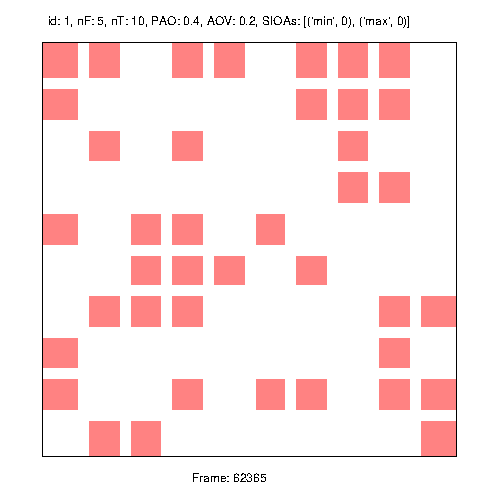 id: 1, nF: 5, nT: 10, PAO: 0.4, AOV: 0.2, SIOAs: [('min', 0), ('max', 0)]
Frame: 62365